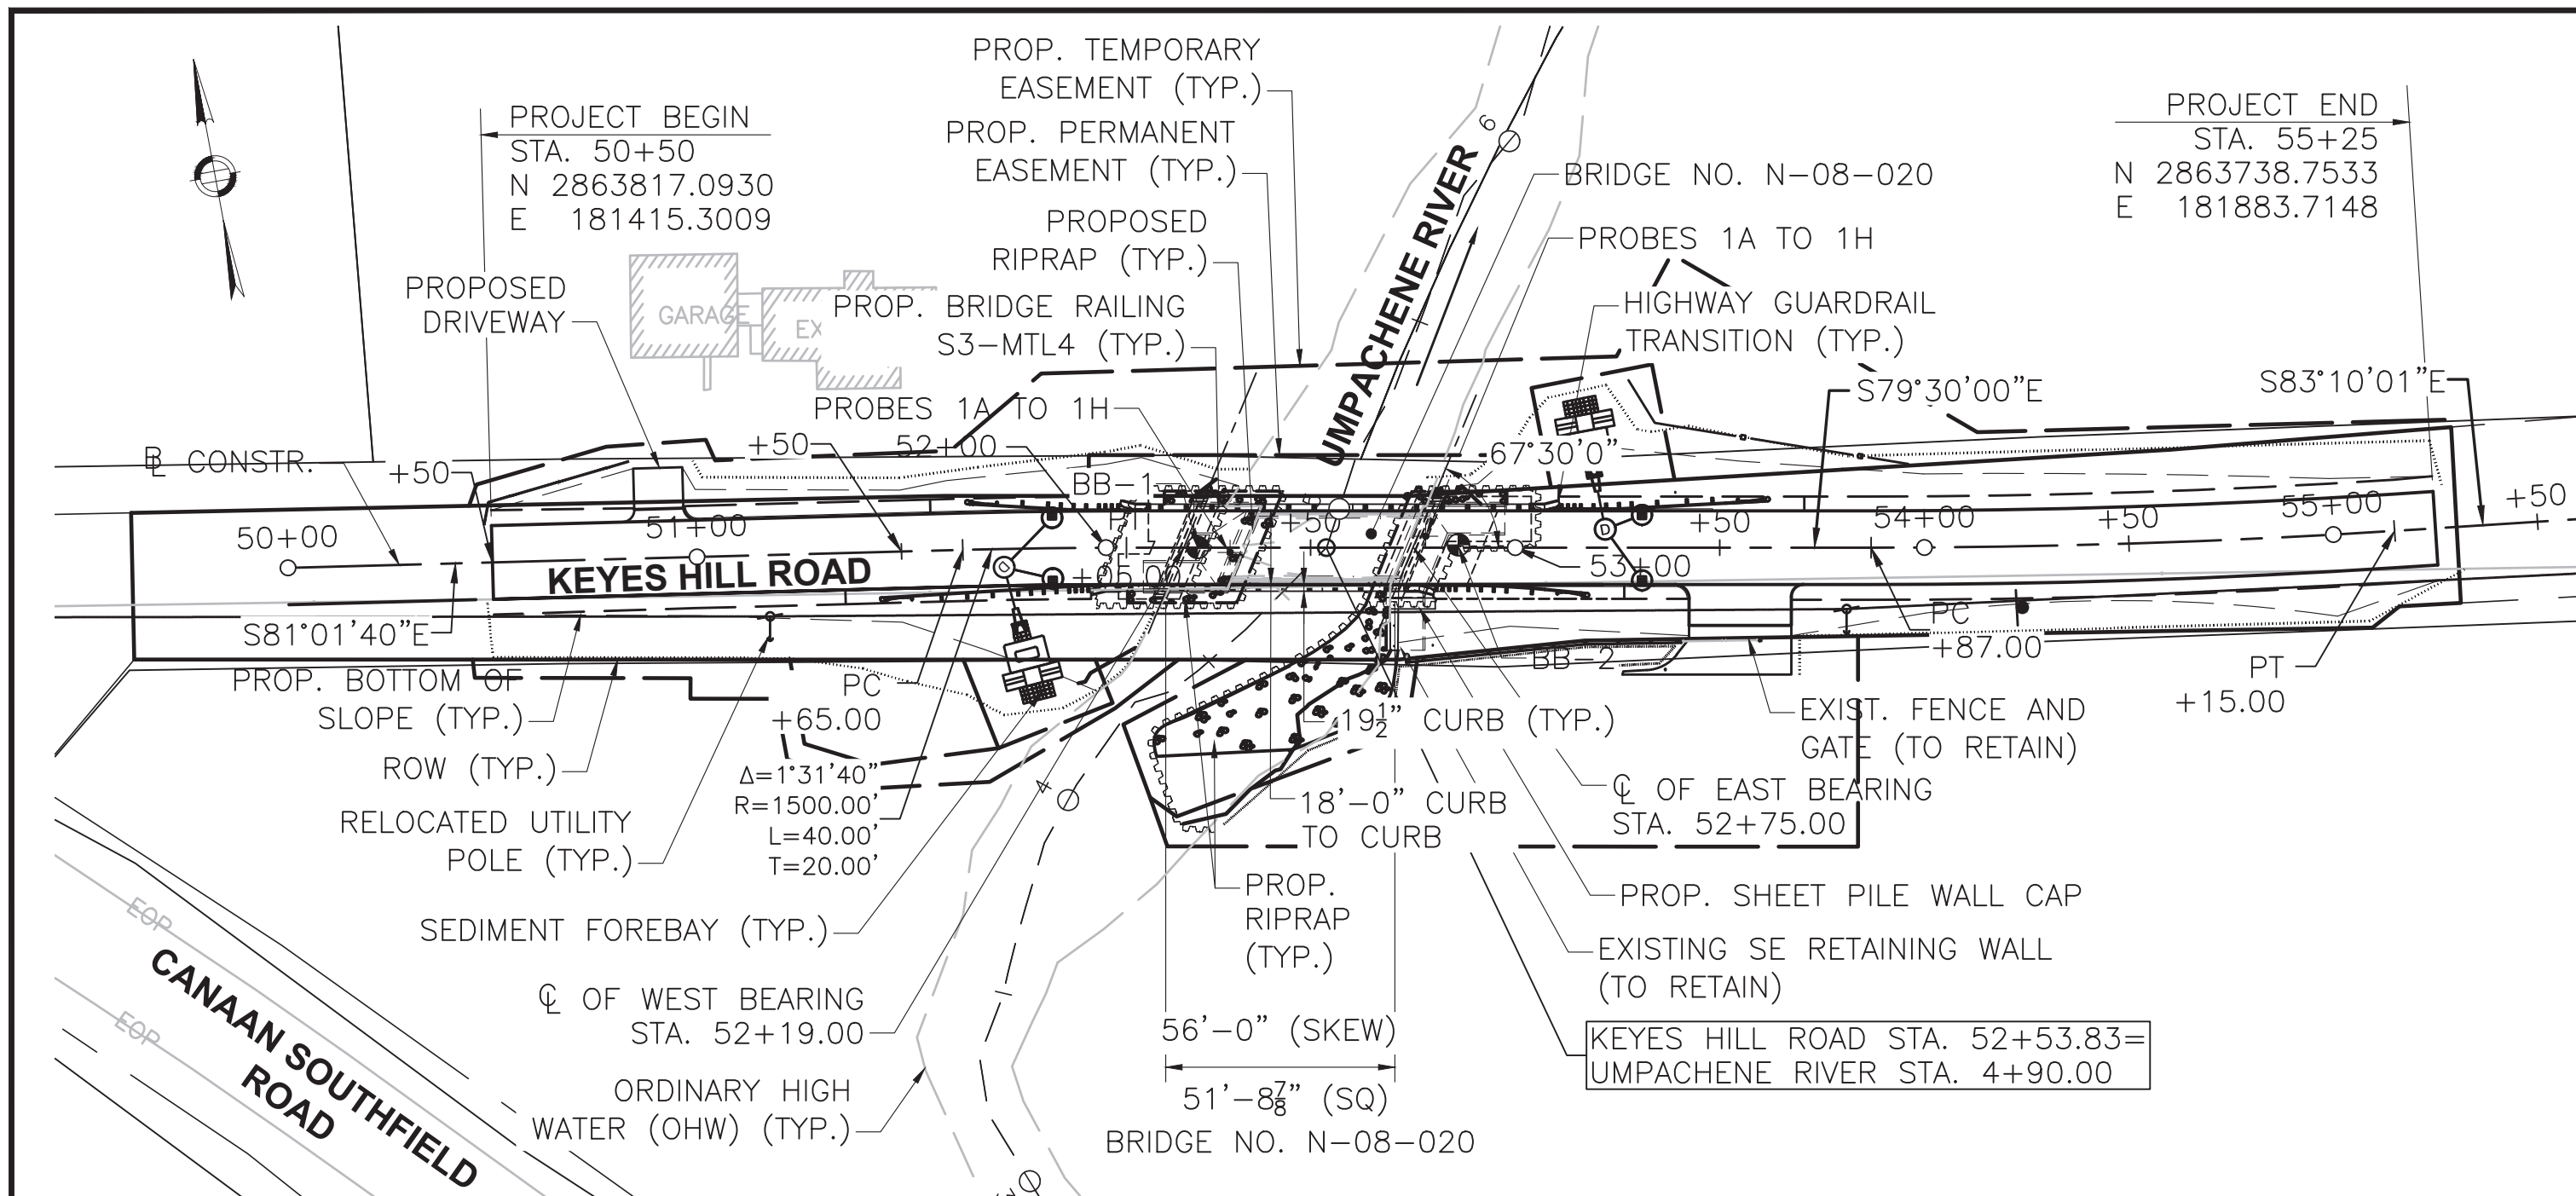 PROP. TEMPORARY
EASEMENT (TYP.)
PROP. PERMANENT
EASEMENT (TYP.)
PROPOSED
RIPRAP (TYP.)
PROP. BRIDGE RAILING
S3-MTL4 (TYP.)
PROBES 1A TO 1H
PROJECT BEGIN
STA. 50+50
N 2863817.0930
E 181415.3009
PROPOSED
DRIVEWAY
GARAGE
UMPACHENE RIVER
6
BRIDGE NO. N-08-020
PROBES 1A TO 1H
HIGHWAY GUARDRAIL
TRANSITION (TYP.)
PROJECT END
STA. 55+25
N 2863738.7533
E 181883.7148
S79°30'00"E
S83°10'01"E
67°30'0"
℄ CONSTR.
+50
+50
52+00
BB-1
50+00
51+00
+50
+50
54+00
+50
55+00
+50
53+00
KEYES HILL ROAD
S81°01'40"E
PROP. BOTTOM OF
SLOPE (TYP.)
ROW (TYP.)
RELOCATED UTILITY
POLE (TYP.)
PC
+65.00
Δ=1°31'40"
R=1500.00'
L=40.00'
T=20.00'
SEDIMENT FOREBAY (TYP.)
℄ OF WEST BEARING
STA. 52+19.00
ORDINARY HIGH
WATER (OHW) (TYP.)
4
BB-2
PC
+87.00
PT
+15.00
19½" CURB (TYP.)
18'-0" CURB
TO CURB
PROP.
RIPRAP
(TYP.)
EXIST. FENCE AND
GATE (TO RETAIN)
℄ OF EAST BEARING
STA. 52+75.00
PROP. SHEET PILE WALL CAP
EXISTING SE RETAINING WALL
(TO RETAIN)
KEYES HILL ROAD STA. 52+53.83=
UMPACHENE RIVER STA. 4+90.00
56'-0" (SKEW)
51'-8⅞" (SQ)
BRIDGE NO. N-08-020
EOP
EOP
CANAAN SOUTHFIELD
ROAD